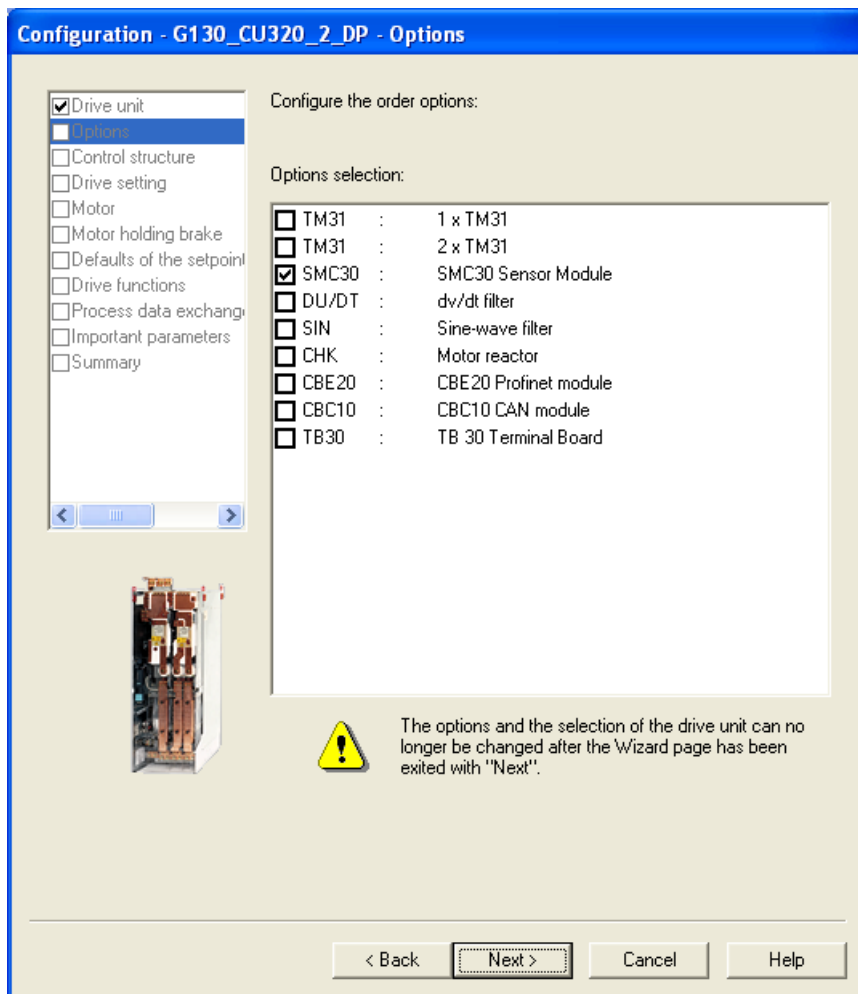 Configuration - G130_CU320_2_DP - Options
Drive unit
Options
Control structure
Drive setting
Motor
Motor holding brake
Defaults of the setpoint
Drive functions
Process data exchang
Important parameters
Summary
Configure the order options:
Options selection:
TM31 : 1 x TM31
TM31 : 2 x TM31
SMC30 : SMC30 Sensor Module
DU/DT : dv/dt filter
SIN : Sine-wave filter
CHK : Motor reactor
CBE20 : CBE20 Profinet module
CBC10 : CBC10 CAN module
TB30 : TB 30 Terminal Board
The options and the selection of the drive unit can no
longer be changed after the Wizard page has been
exited with "Next".
< Back Next > Cancel Help